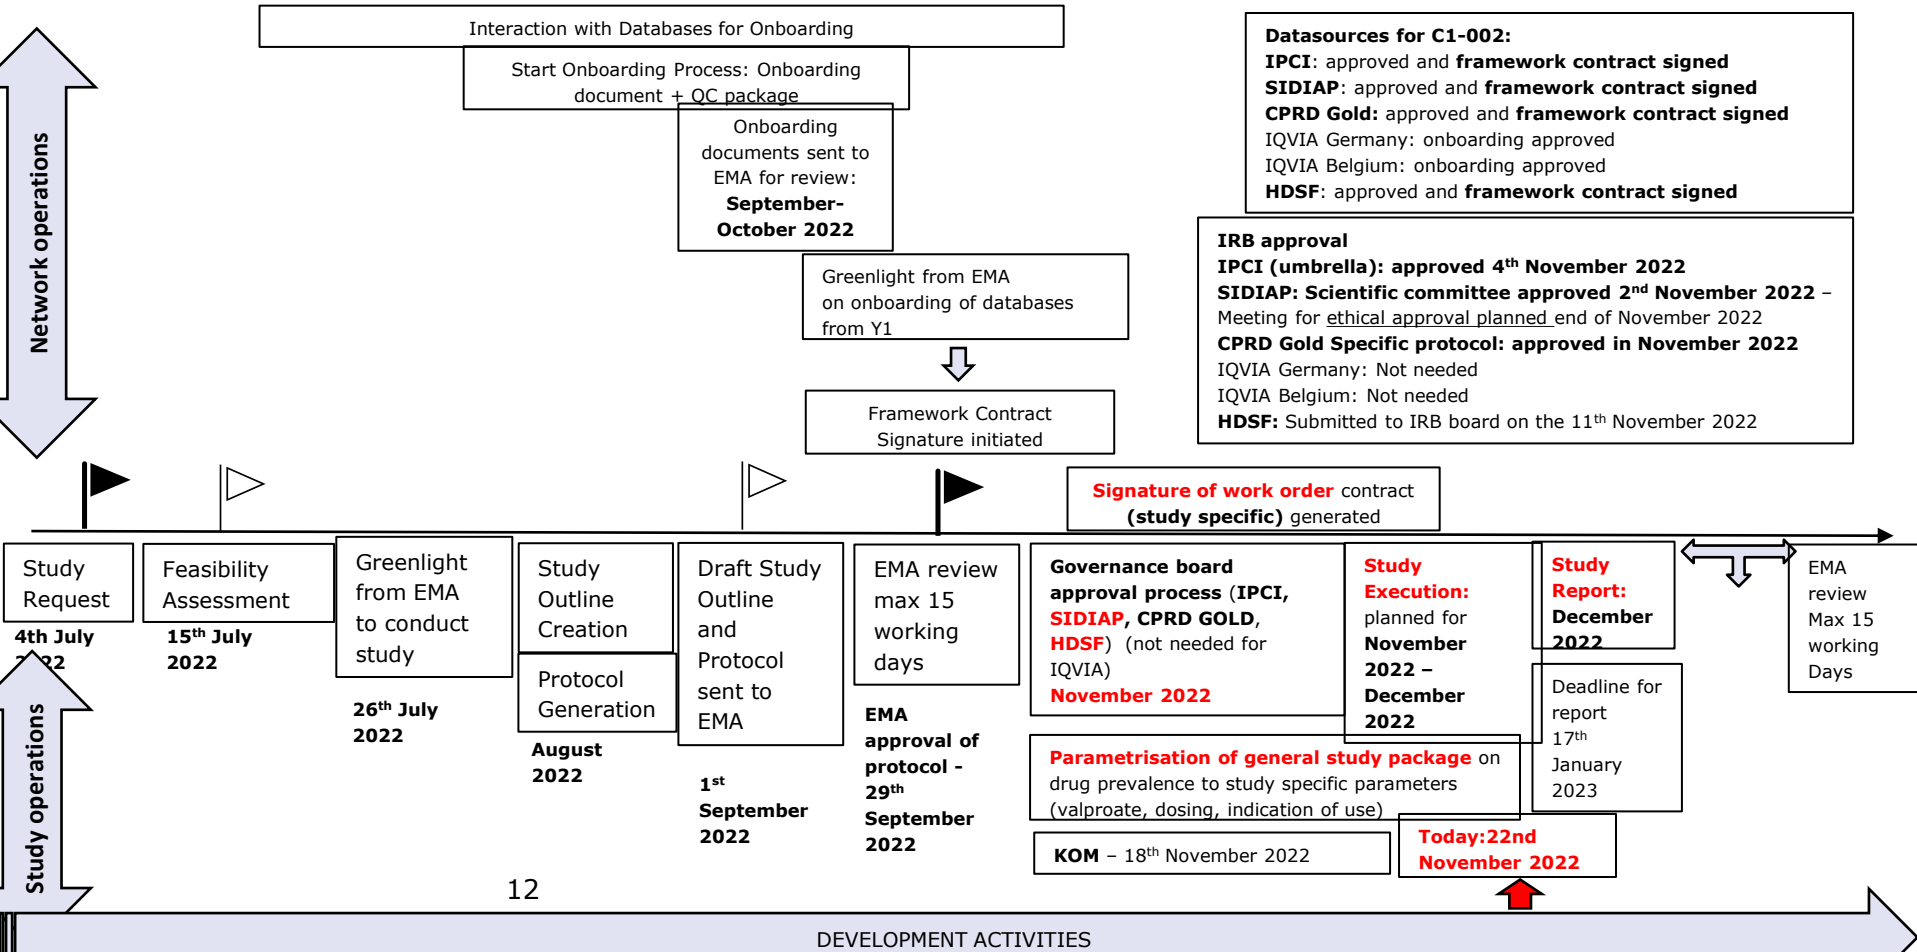 Interaction with Databases for Onboarding
Start Onboarding Process: Onboarding
document + QC package
Onboarding
documents sent to
EMA for review:
September-
October 2022
Greenlight from EMA
on onboarding of databases
from Y1
Framework Contract
Signature initiated
Datasources for C1-002:
IPCI: approved and framework contract signed
SIDIAP: approved and framework contract signed
CPRD Gold: approved and framework contract signed
IQVIA Germany: onboarding approved
IQVIA Belgium: onboarding approved
HDSF: approved and framework contract signed
IRB approval
IPCI (umbrella): approved 4th November 2022
SIDIAP: Scientific committee approved 2nd November 2022 –
Meeting for ethical approval planned end of November 2022
CPRD Gold Specific protocol: approved in November 2022
IQVIA Germany: Not needed
IQVIA Belgium: Not needed
HDSF: Submitted to IRB board on the 11th November 2022
Network operations
Signature of work order contract
(study specific) generated
Study
Request
4th July
2022
Feasibility
Assessment
15th July
2022
Greenlight
from EMA
to conduct
study
26th July
2022
Study
Outline
Creation
Protocol
Generation
August
2022
Draft Study
Outline
and
Protocol
sent to
EMA
1st
September
2022
EMA review
max 15
working
days
EMA
approval of
protocol -
29th
September
2022
Governance board
approval process (IPCI,
SIDIAP, CPRD GOLD,
HDSF) (not needed for
IQVIA)
November 2022
Study
Execution:
planned for
November
2022 –
December
2022
Study
Report:
December
2022
Deadline for
report
17th
January
2023
EMA
review
Max 15
working
Days
Parametrisation of general study package on
drug prevalence to study specific parameters
(valproate, dosing, indication of use)
KOM – 18th November 2022
Today:22nd
November 2022
Study operations
12
DEVELOPMENT ACTIVITIES